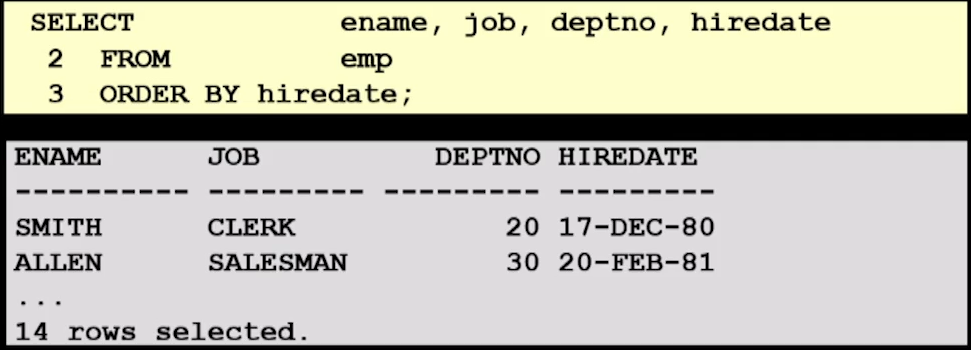 SELECT ename, job, deptno, hiredate
2 FROM emp
3 ORDER BY hiredate;
ENAME JOB DEPTNO HIREDATE
---------- --------- --------- ---------
SMITH CLERK 20 17-DEC-80
ALLEN SALESMAN 30 20-FEB-81
...
14 rows selected.